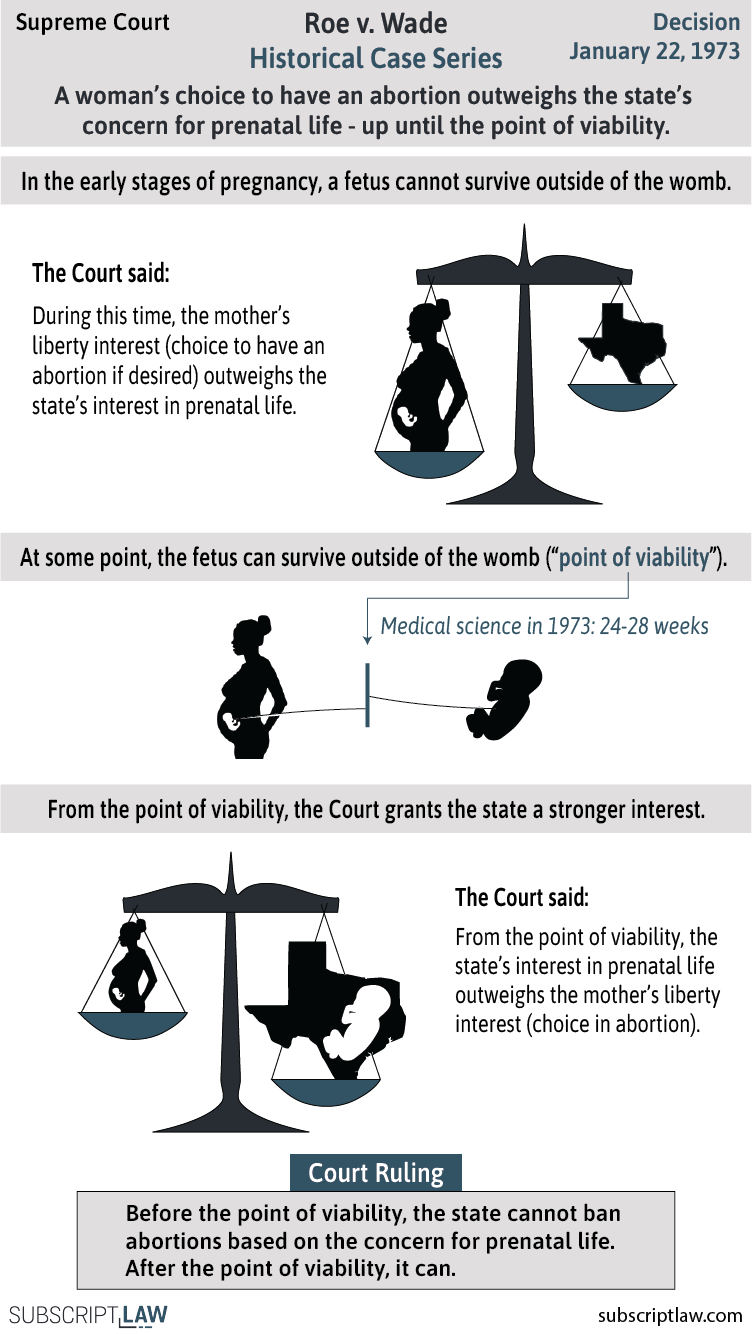 Supreme Court
Roe v. Wade
Historical Case Series
Decision
January 22, 1973
A woman's choice to have an abortion outweighs the state's
concern for prenatal life - up until the point of viability.
In the early stages of pregnancy, a fetus cannot survive outside of the womb.
The Court said:
During this time, the mother's
liberty interest (choice to have an
abortion if desired) outweighs the
state's interest in prenatal life.
At some point, the fetus can survive outside of the womb (“point of viability”).
Medical science in 1973: 24-28 weeks
From the point of viability, the Court grants the state a stronger interest.
The Court said:
From the point of viability, the
state's interest in prenatal life
outweighs the mother's liberty
interest (choice in abortion).
Court Ruling
Before the point of viability, the state cannot ban
abortions based on the concern for prenatal life.
After the point of viability, it can.
SUBSCRIPT LAW
subscriptlaw.com